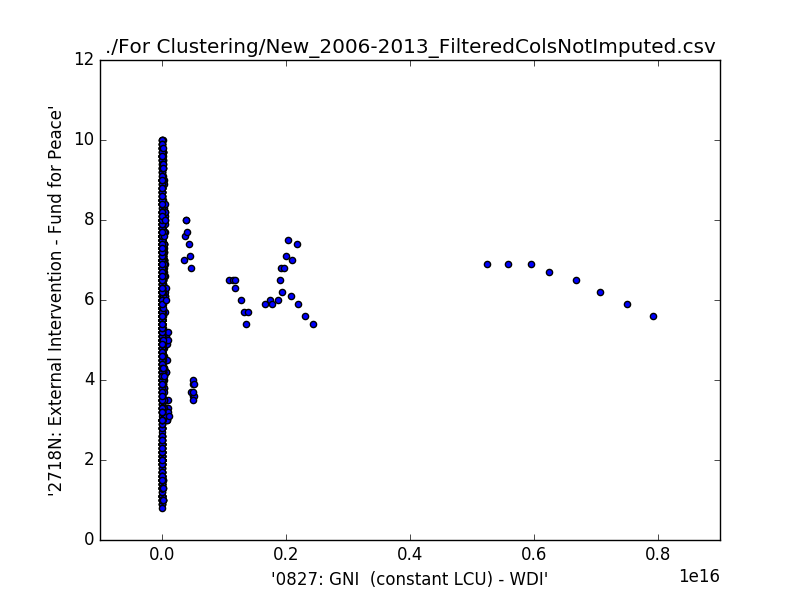 ./For Clustering/New_2006-2013_FilteredColsNotImputed.csv
12
10
8
6
4
2
0
'2718N: External Intervention - Fund for Peace'
0.0 0.2 0.4 0.6 0.8
1e16
'0827: GNI  (constant LCU) - WDI'